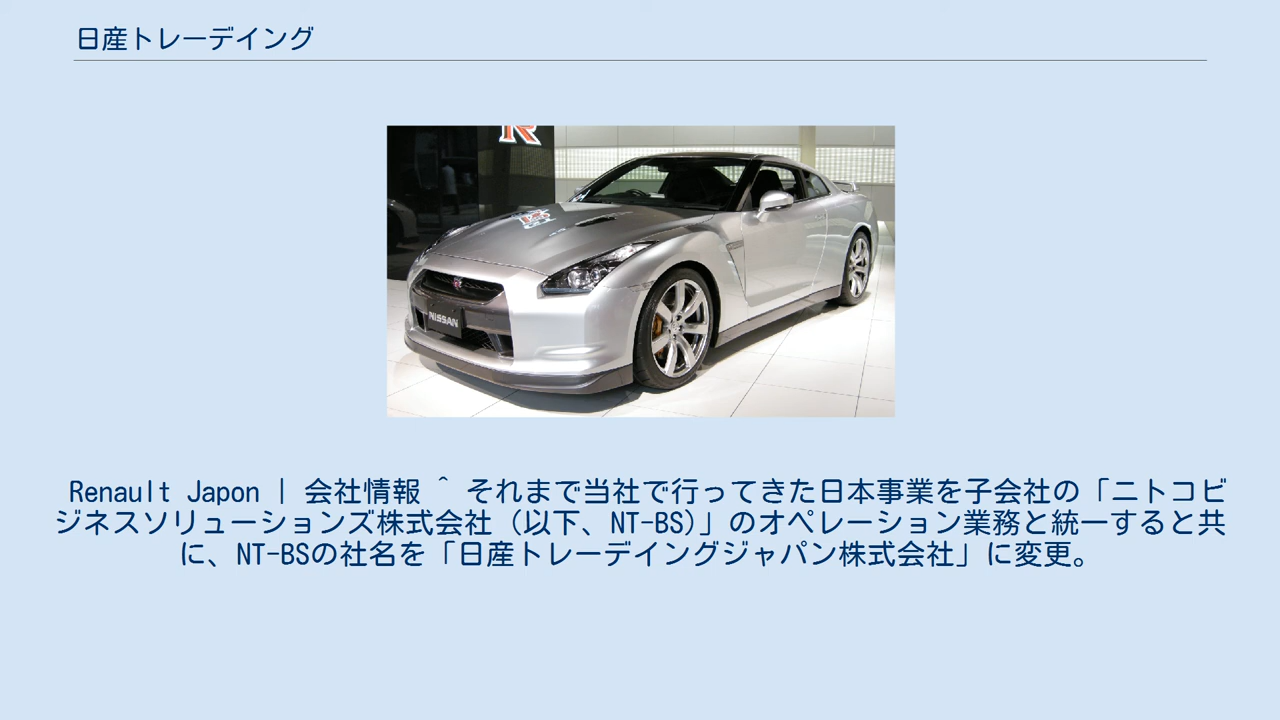 日産トレーデイング
R
NISSAN
Renault Japon | 会社情報 ^ それまで当社で行ってきた日本事業を子会社の「ニトコビ
ジネスソリューションズ株式会社（以下、NT-BS)」のオペレーション業務と統一すると共
に、NT-BSの社名を「日産トレーデイングジャパン株式会社」に変更。